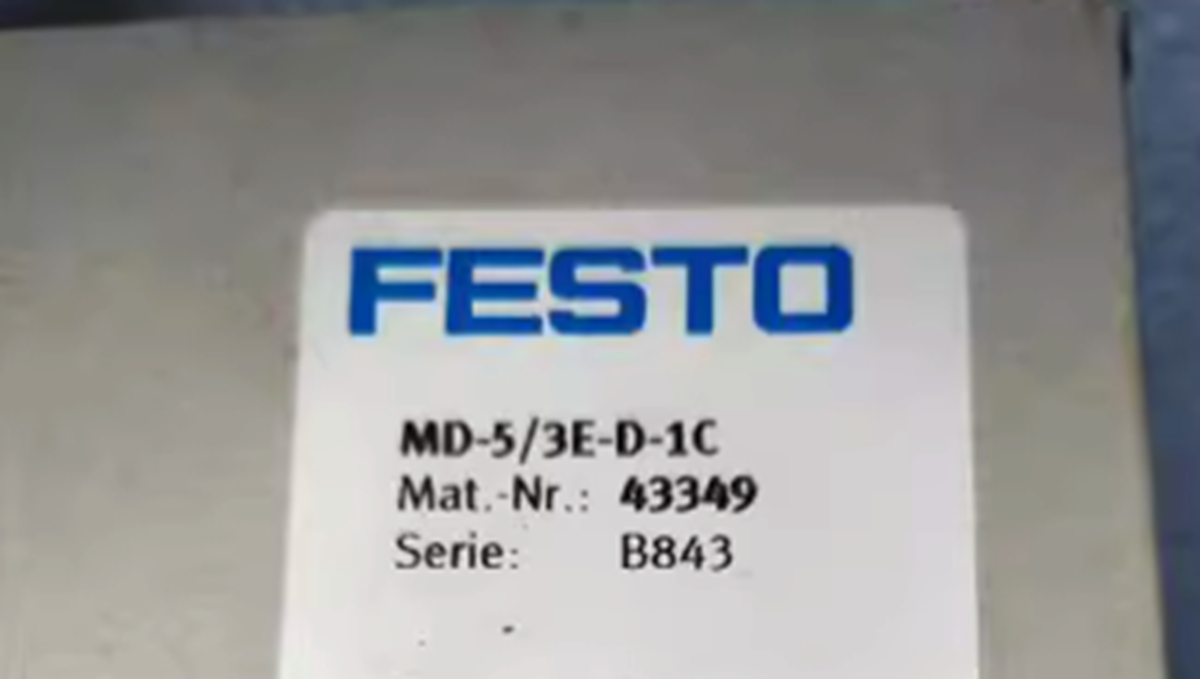 FESTO
MD-5/3E-D-1C
Mat.-Nr.: 43349
Serie: B843